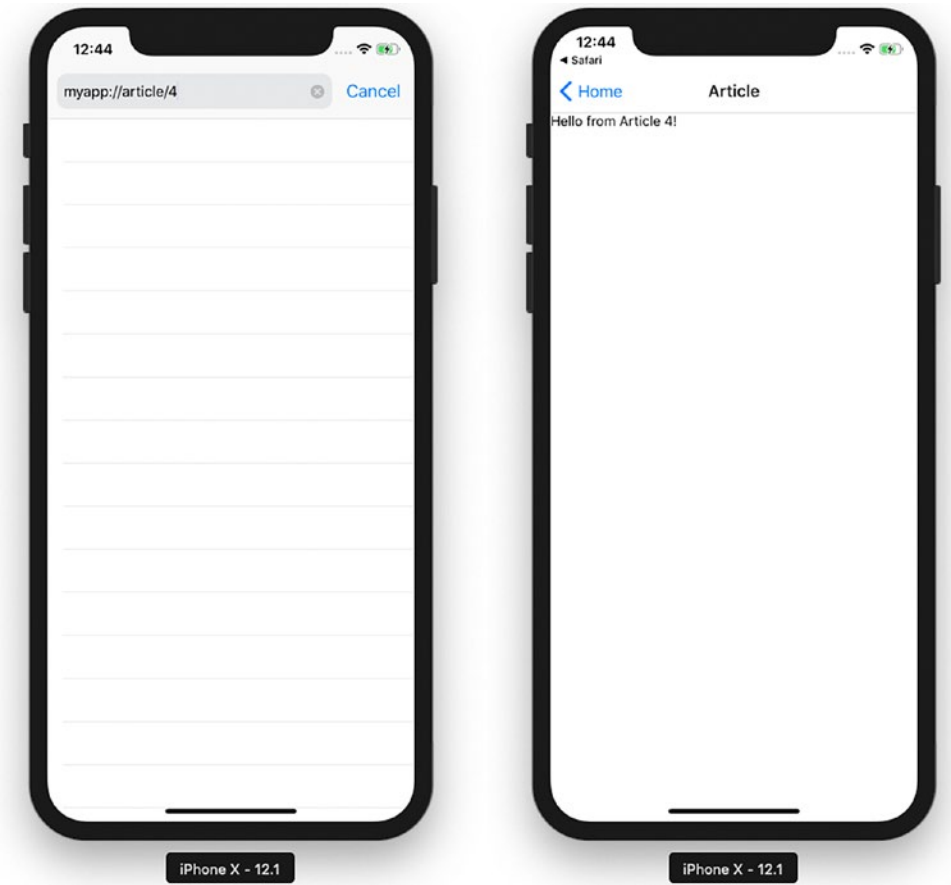 12:44
myapp://article/4
Cancel
iPhone X - 12.1
12:44
◀ Safari
Home
Article
Hello from Article 4!
iPhone X - 12.1